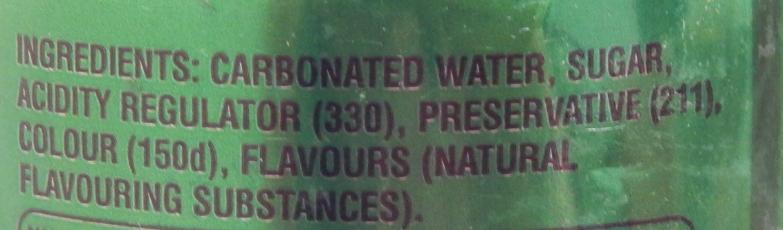 INGREDIENTS: CARBONATED WATER, SUGAR,
ACIDITY REGULATOR (330), PRESERVATIVE (211),
COLOUR (150d), FLAVOURS (NATURAL
FLAVOURING SUBSTANCES).